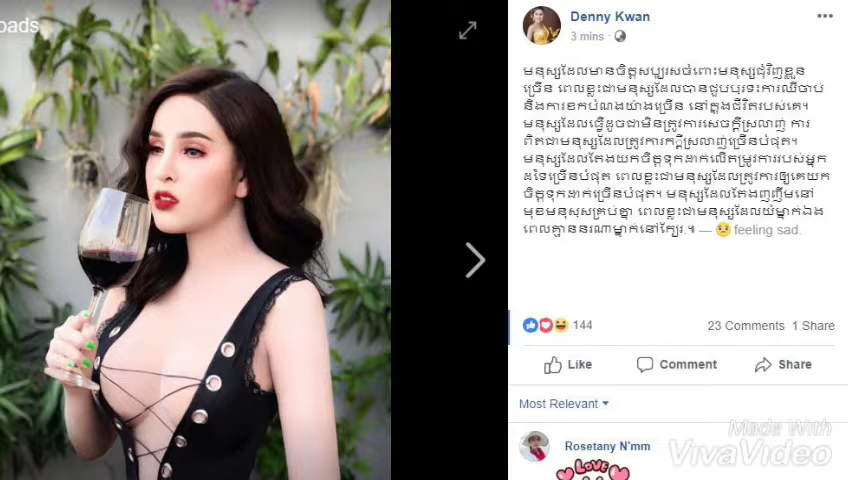 oads
Denny Kwan
3 mins ·
មនុស្សដែលមានចិត្តសប្បុរសចំពោះមនុស្សជុំវិញខ្លួន
ច្រើន ពេលខ្លះជាមនុស្សដែលបានជួបប្រទះការឈឺចាប់
និងការខកបំណងយ៉ាងច្រើន នៅក្នុងជីវិតរបស់គេ។
មនុស្សដែលធ្វើដូចជាមិនត្រូវការសេចក្ដីស្រលាញ់ ការ
ពិតជាមនុស្សដែលត្រូវការក្ដីស្រលាញ់ច្រើនបំផុត។
មនុស្សដែលតែងយកចិត្តទុកដាក់លើតម្រូវការរបស់អ្នក
ដទៃច្រើនបំផុត ពេលខ្លះជាមនុស្សដែលត្រូវការឲ្យគេយក
ចិត្តទុកដាក់ច្រើនបំផុត។ មនុស្សដែលតែងញញឹមនៅ
មុខមនុស្សគ្រប់គ្នា ពេលខ្លះជាមនុស្សដែលយំម្នាក់ឯង
ពេលគ្មាននរណាម្នាក់នៅក្បែរ.៕ — feeling sad.
144 23 Comments 1 Share
Like Comment Share
Most Relevant
Made With
VivaVideo
Rosetany N'mm
LOVE